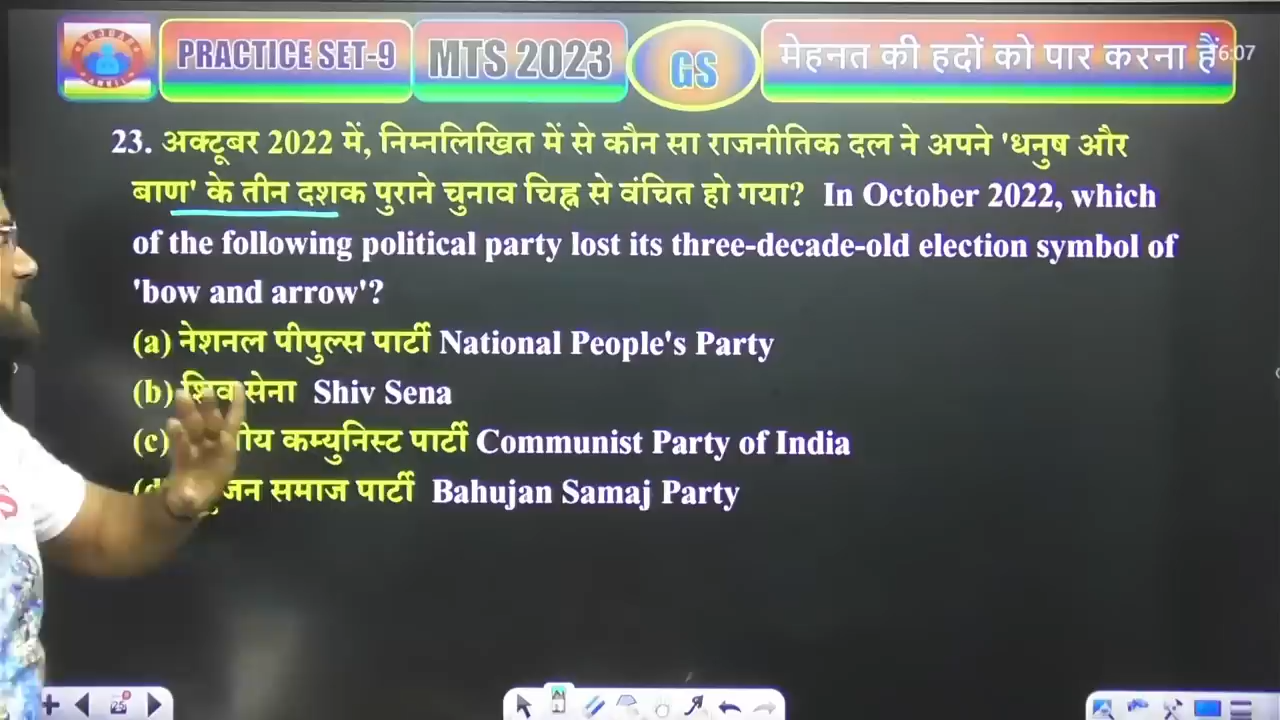 PRACTICE SET-9 MTS 2023 GS मेहनत की हदों को पार करना हैं 16:07
23. अक्टूबर 2022 में, निम्नलिखित में से कौन सा राजनीतिक दल ने अपने 'धनुष और
बाण' के तीन दशक पुराने चुनाव चिह्न से वंचित हो गया? In October 2022, which
of the following political party lost its three-decade-old election symbol of
'bow and arrow'?
(a) नेशनल पीपुल्स पार्टी National People's Party
(b) शिव सेना Shiv Sena
(c) कम्युनिस्ट पार्टी Communist Party of India
समाज पार्टी Bahujan Samaj Party
25